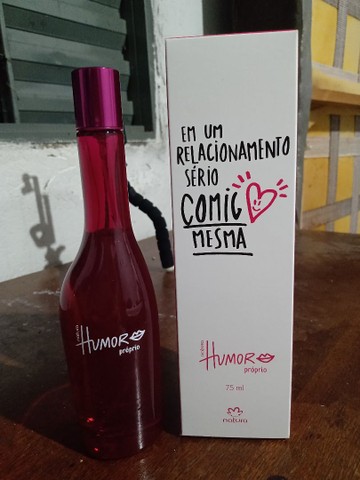 EM UM
RELACIONAMENTO
SÉRIO
COMIGO
MESMA
HUMOR
próprio
75 ml
natura
HUMOR
próprio